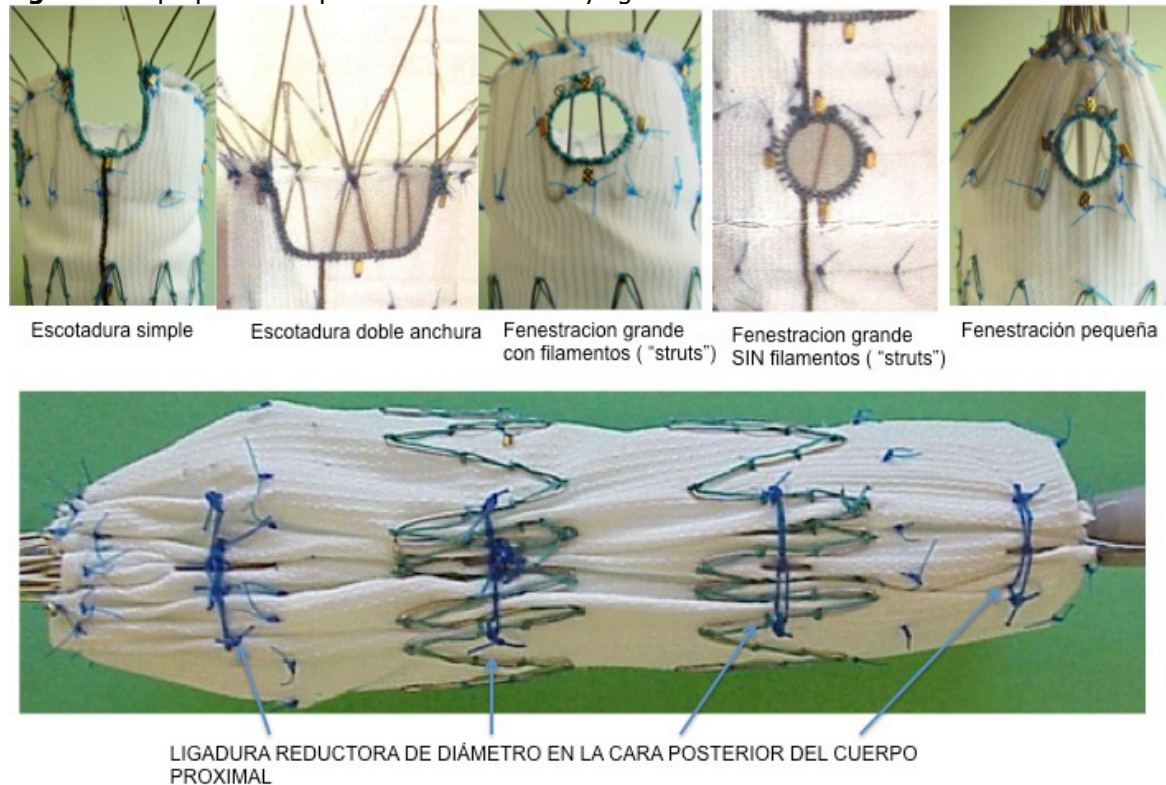 Escotadura simple
Escotadura doble anchura
Fenestracion grande
con filamentos ( “struts”)
Fenestracion grande
SIN filamentos ( “struts”)
Fenestración pequeña
LIGADURA REDUCTORA DE DIÁMETRO EN LA CARA POSTERIOR DEL CUERPO
PROXIMAL